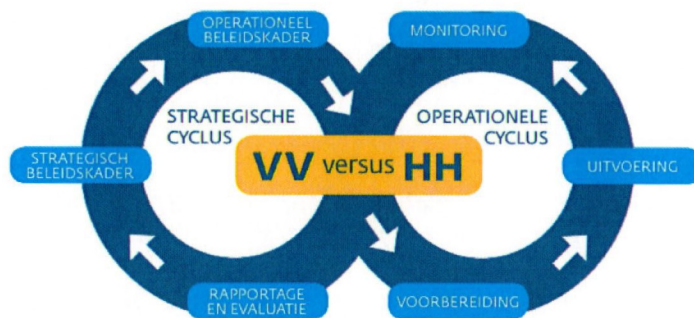 OPERATIONEEL
BELEIDSKADER
MONITORING
STRATEGISCHE
CYCLUS
OPERATIONELE
CYCLUS
STRATEGISCH
BELEIDSKADER
VV versus HH
UITVOERING
RAPPORTAGE
EN EVALUATIE
VOORBEREIDING